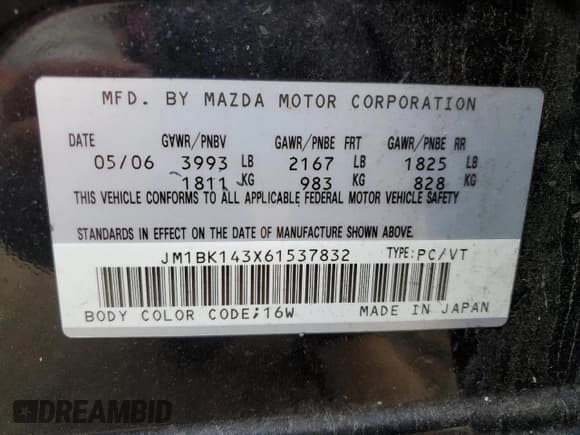 MFD. BY MAZDA MOTOR CORPORATION
DATE GVWR/PNBV GAWR/PNBE FRT GAWR/PNBE RR
05/06 3993 LB 2167 LB 1825 LB
1811 KG 983 KG 828 KG
THIS VEHICLE CONFORMS TO ALL APPLICABLE FEDERAL MOTOR VEHICLE SAFETY
STANDARDS IN EFFECT ON THE DATE OF MANUFACTURE SHOWN ABOVE.
JM1BK143X61537832 TYPE:PC/VT
BODY COLOR CODE;16W MADE IN JAPAN
DREAMBID